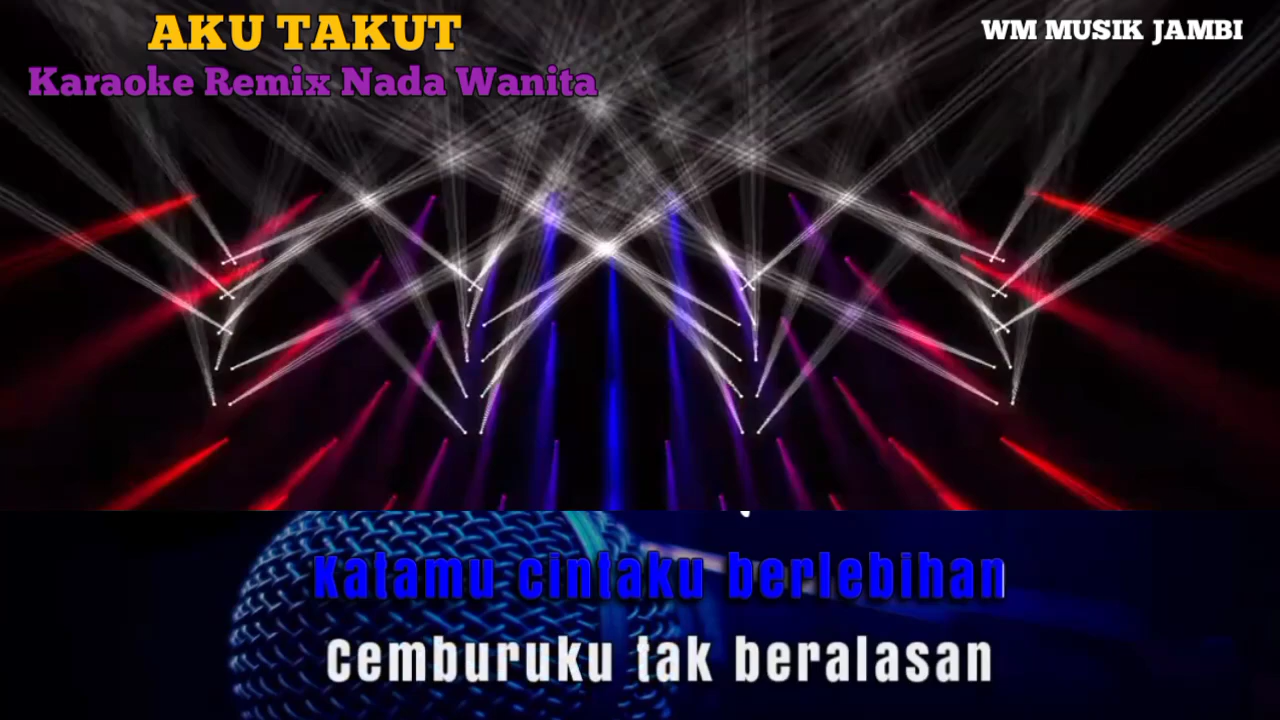 AKU TAKUT
WM MUSIK JAMBI
Karaoke Remix Nada Wanita
Katamu cintaku berlebihan
Cemburuku tak beralasan